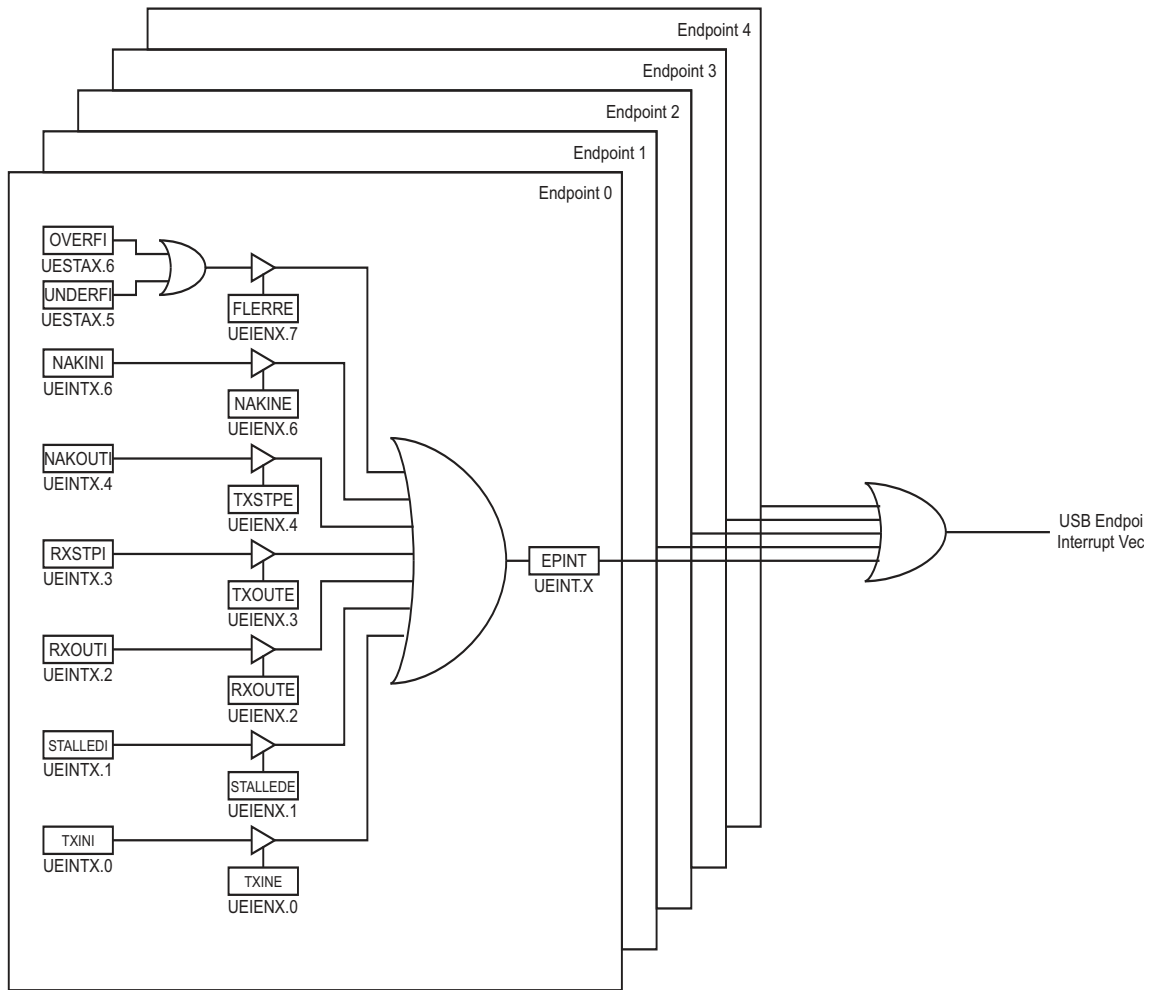 Endpoint 4
Endpoint 3
Endpoint 2
Endpoint 1
Endpoint 0
OVERFI
UESTAX.6
UNDERFI
UESTAX.5
FLERRE
UEIENX.7
NAKINI
UEINTX.6
NAKINE
UEIENX.6
NAKOUTI
UEINTX.4
TXSTPE
UEIENX.4
RXSTPI
UEINTX.3
TXOUTE
UEIENX.3
RXOUTI
UEINTX.2
RXOUTE
UEIENX.2
STALLEDI
UEINTX.1
STALLEDE
UEIENX.1
TXINI
UEINTX.0
TXINE
UEIENX.0
EPINT
UEINT.X
USB Endpoi
Interrupt Vec